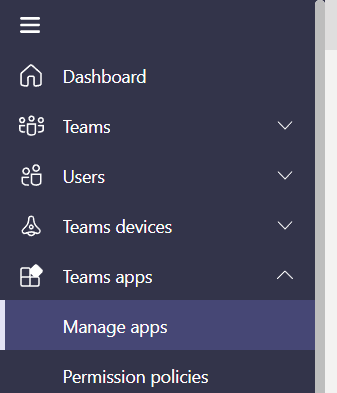 Dashboard
Teams
Users
Teams devices
Teams apps
Manage apps
Permission policies